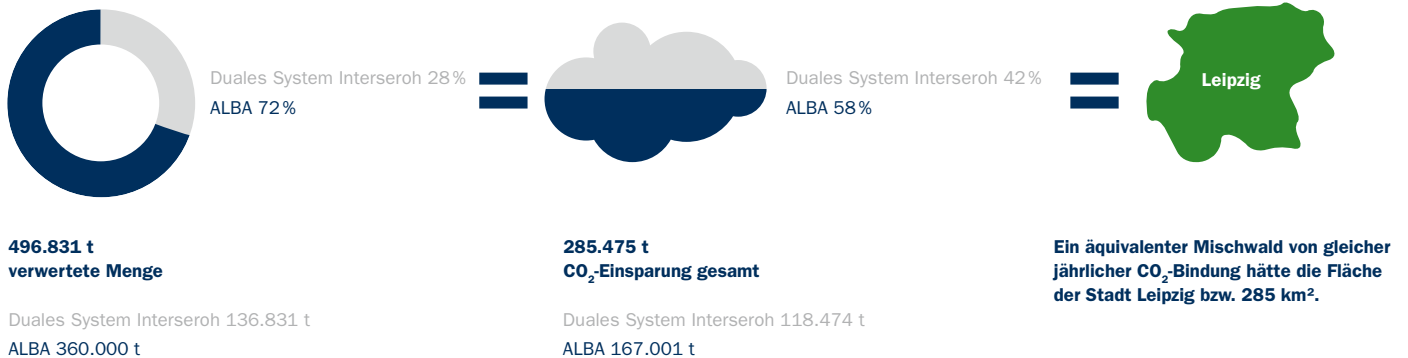 Duales System Interseroh 28 %
ALBA 72 %
Duales System Interseroh 42 %
ALBA 58 %
Leipzig
496.831 t
verwertete Menge
Duales System Interseroh 136.831 t
ALBA 360.000 t
285.475 t
CO₂-Einsparung gesamt
Duales System Interseroh 118.474 t
ALBA 167.001 t
Ein äquivalenter Mischwald von gleicher
jährlicher CO₂-Bindung hätte die Fläche
der Stadt Leipzig bzw. 285 km².